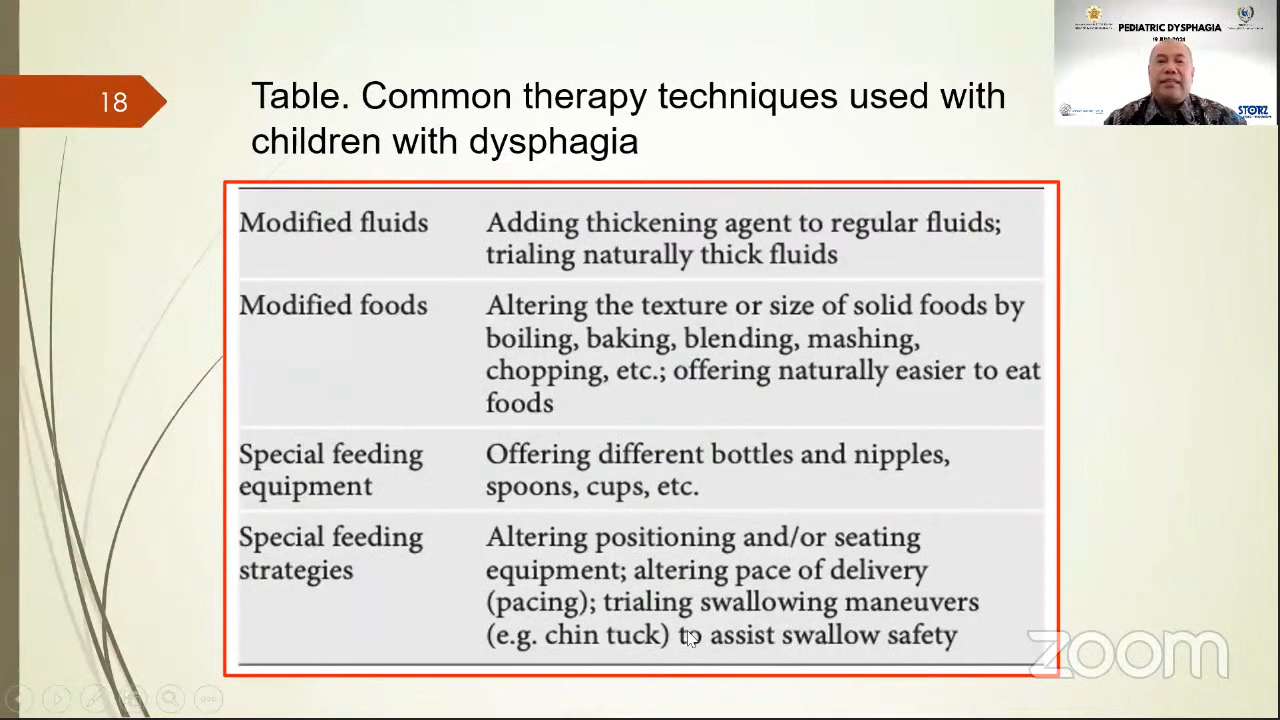 18
Table. Common therapy techniques used with
children with dysphagia
Modified fluids
Adding thickening agent to regular fluids;
trialing naturally thick fluids
Modified foods
Altering the texture or size of solid foods by
boiling, baking, blending, mashing,
chopping, etc.; offering naturally easier to eat
foods
Special feeding
equipment
Offering different bottles and nipples,
spoons, cups, etc.
Special feeding
strategies
Altering positioning and/or seating
equipment; altering pace of delivery
(pacing); trialing swallowing maneuvers
(e.g. chin tuck) to assist swallow safety
PEDIATRIC DYSPHAGIA
STORZ
zoom